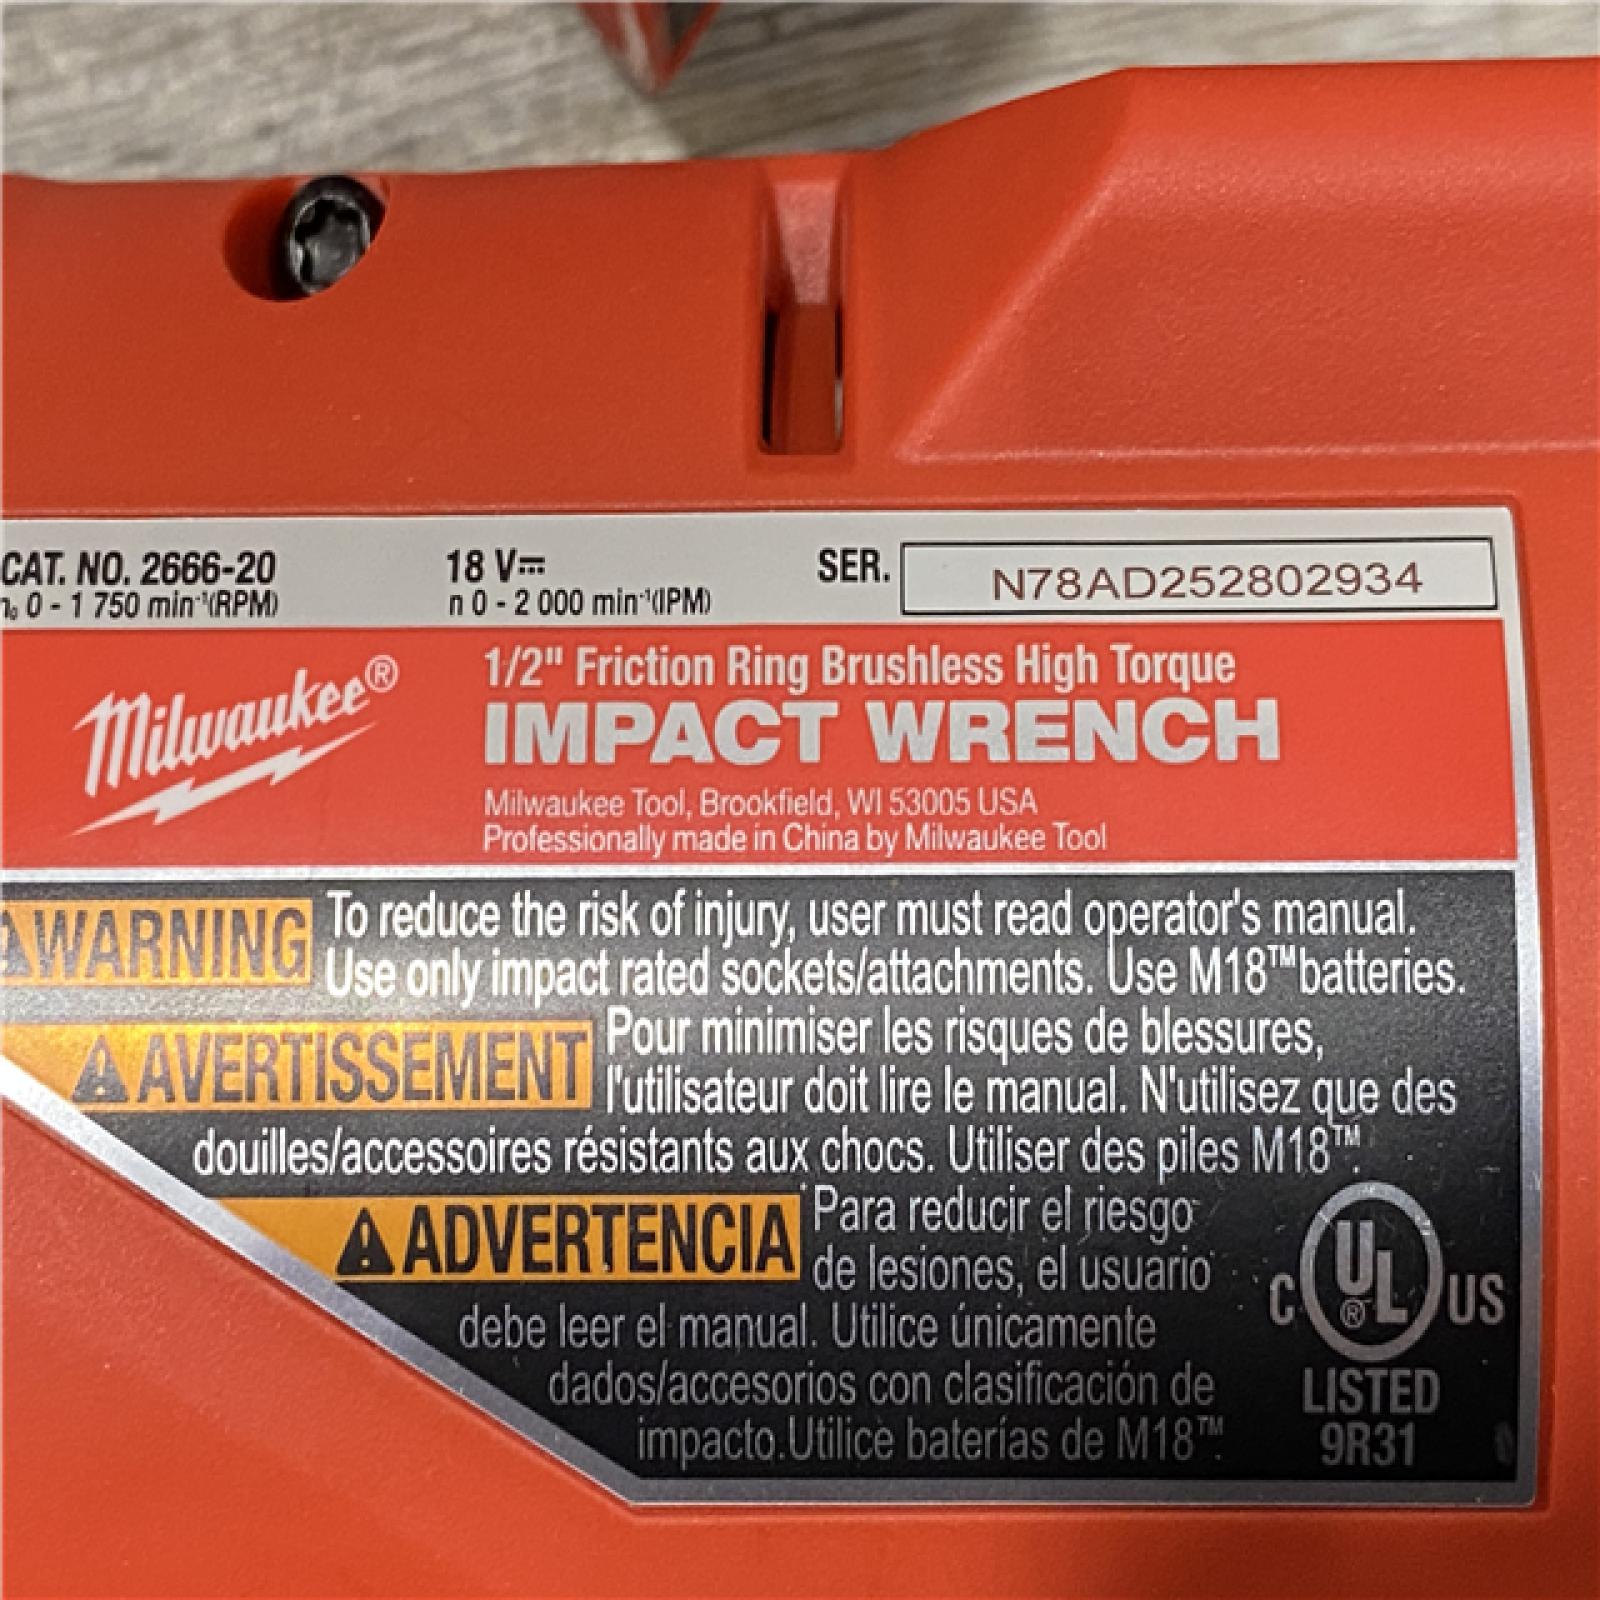 CAT. NO. 2666-20 18 V⎓ SER. N78AD252802934
n₀ 0 - 1 750 min⁻¹(RPM) n 0 - 2 000 min⁻¹(IPM)
Milwaukee®
1/2" Friction Ring Brushless High Torque
IMPACT WRENCH
Milwaukee Tool, Brookfield, WI 53005 USA
Professionally made in China by Milwaukee Tool
⚠WARNING To reduce the risk of injury, user must read operator's manual.
Use only impact rated sockets/attachments. Use M18™ batteries.
⚠AVERTISSEMENT Pour minimiser les risques de blessures,
l'utilisateur doit lire le manual. N'utilisez que des
douilles/accessoires résistants aux chocs. Utiliser des piles M18™.
⚠ADVERTENCIA Para reducir el riesgo
de lesiones, el usuario
debe leer el manual. Utilice únicamente
dados/accesorios con clasificación de
impacto. Utilice baterías de M18™.
C UL® US
LISTED
9R31